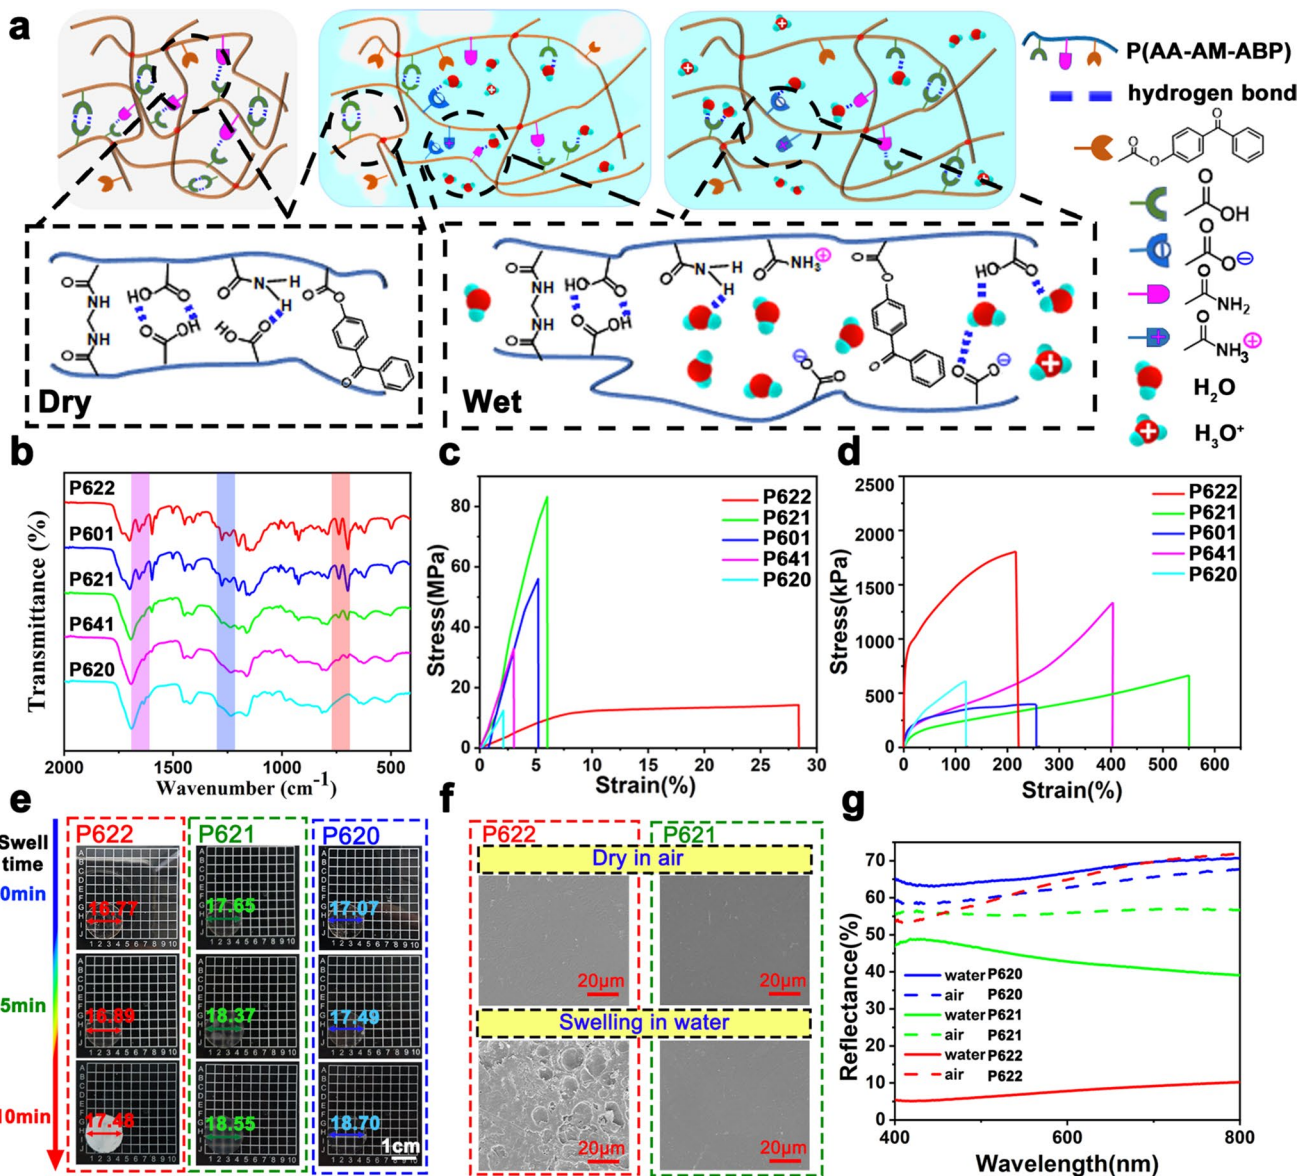 a
P(AA-AM-ABP)
hydrogen bond
OH
O⊖
NH2
NH3⊕
H2O
H3O+
Dry
Wet
b
P622
P601
P621
P641
P620
Transmittance (%)
2000 1500 1000 500
Wavenumber (cm-1)
c
P622
P621
P601
P641
P620
Stress(MPa)
80
60
40
20
0
0 5 10 15 20 25 30
Strain(%)
d
P622
P621
P601
P641
P620
Stress(kPa)
2500
2000
1500
1000
500
0
0 100 200 300 400 500 600
Strain(%)
e
Swell
time
0min
5min
10min
P622 P621 P620
16.77 17.65 17.07
16.89 18.37 17.49
17.48 18.55 18.70
1cm
f
P622 P621
Dry in air
20μm 20μm
Swelling in water
20μm 20μm
g
Reflectance(%)
70
60
50
40
30
20
10
0
water P620
air P620
water P621
air P621
water P622
air P622
400 600 800
Wavelength(nm)